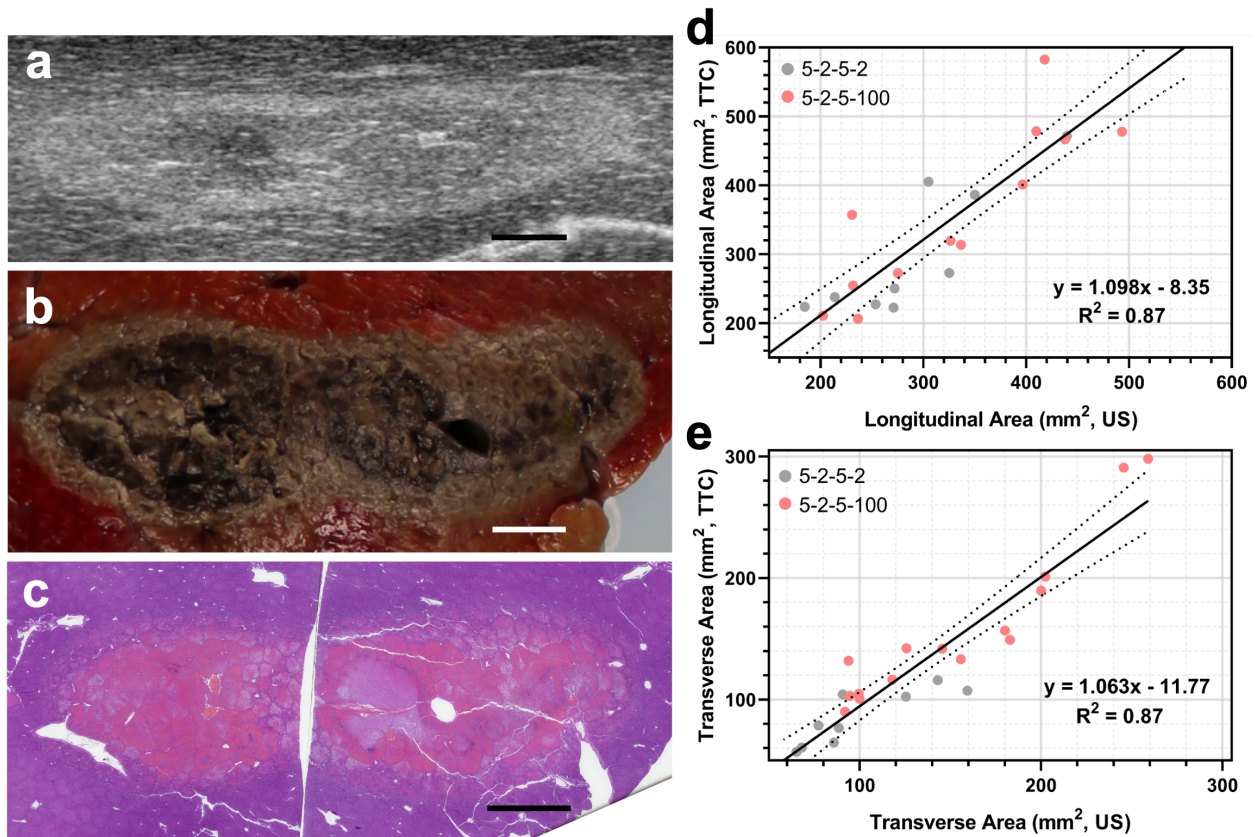 a
b
c
d
600
500
400
300
200
200
300
400
500
600
Longitudinal Area (mm², TTC)
Longitudinal Area (mm², US)
5-2-5-2
5-2-5-100
y = 1.098x - 8.35
R² = 0.87
e
300
200
100
100
200
300
Transverse Area (mm², TTC)
Transverse Area (mm², US)
5-2-5-2
5-2-5-100
y = 1.063x - 11.77
R² = 0.87